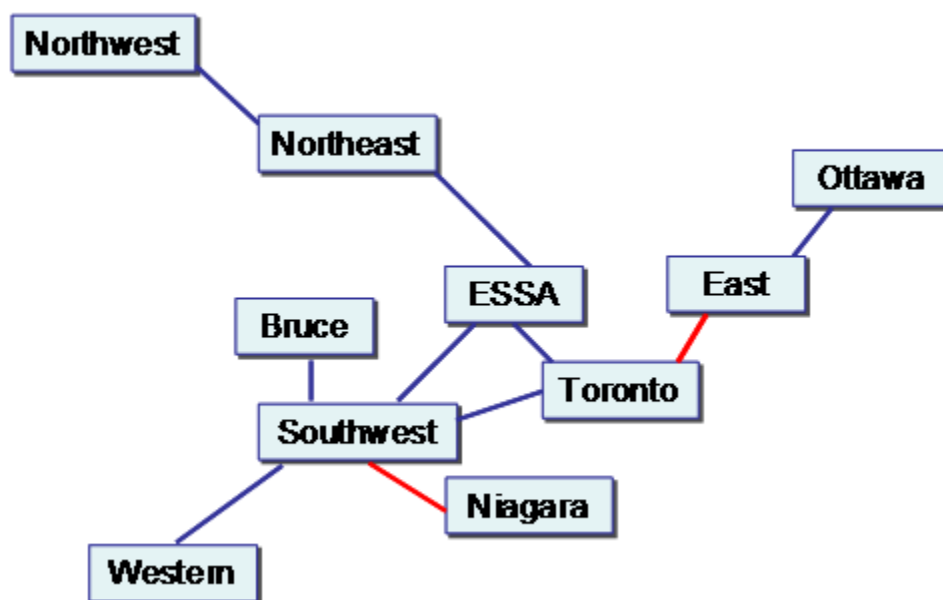 Northwest
Northeast
Ottawa
East
ESSA
Bruce
Toronto
Southwest
Niagara
Western